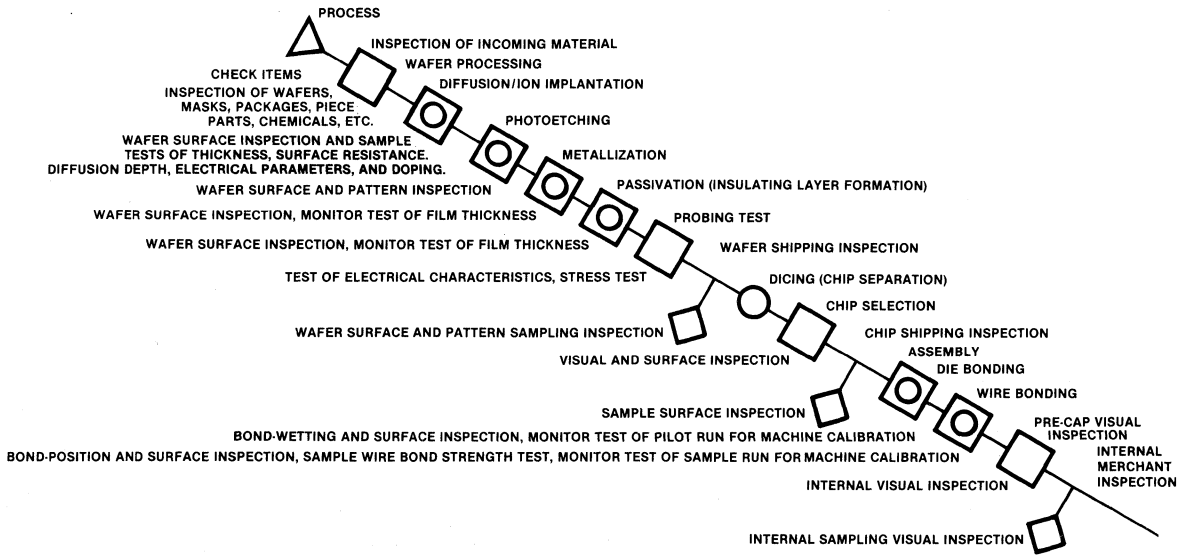 PROCESS
INSPECTION OF INCOMING MATERIAL
WAFER PROCESSING
CHECK ITEMS
DIFFUSION/ION IMPLANTATION
INSPECTION OF WAFERS,
MASKS, PACKAGES, PIECE
PARTS, CHEMICALS, ETC.
PHOTOETCHING
WAFER SURFACE INSPECTION AND SAMPLE
TESTS OF THICKNESS, SURFACE RESISTANCE.
DIFFUSION DEPTH, ELECTRICAL PARAMETERS, AND DOPING.
METALLIZATION
WAFER SURFACE AND PATTERN INSPECTION
PASSIVATION (INSULATING LAYER FORMATION)
WAFER SURFACE INSPECTION, MONITOR TEST OF FILM THICKNESS
PROBING TEST
WAFER SURFACE INSPECTION, MONITOR TEST OF FILM THICKNESS
WAFER SHIPPING INSPECTION
TEST OF ELECTRICAL CHARACTERISTICS, STRESS TEST
DICING (CHIP SEPARATION)
CHIP SELECTION
WAFER SURFACE AND PATTERN SAMPLING INSPECTION
CHIP SHIPPING INSPECTION
VISUAL AND SURFACE INSPECTION
ASSEMBLY
DIE BONDING
WIRE BONDING
SAMPLE SURFACE INSPECTION
PRE-CAP VISUAL
INSPECTION
BOND-WETTING AND SURFACE INSPECTION, MONITOR TEST OF PILOT RUN FOR MACHINE CALIBRATION
BOND-POSITION AND SURFACE INSPECTION, SAMPLE WIRE BOND STRENGTH TEST, MONITOR TEST OF SAMPLE RUN FOR MACHINE CALIBRATION
INTERNAL
MERCHANT
INSPECTION
INTERNAL VISUAL INSPECTION
INTERNAL SAMPLING VISUAL INSPECTION